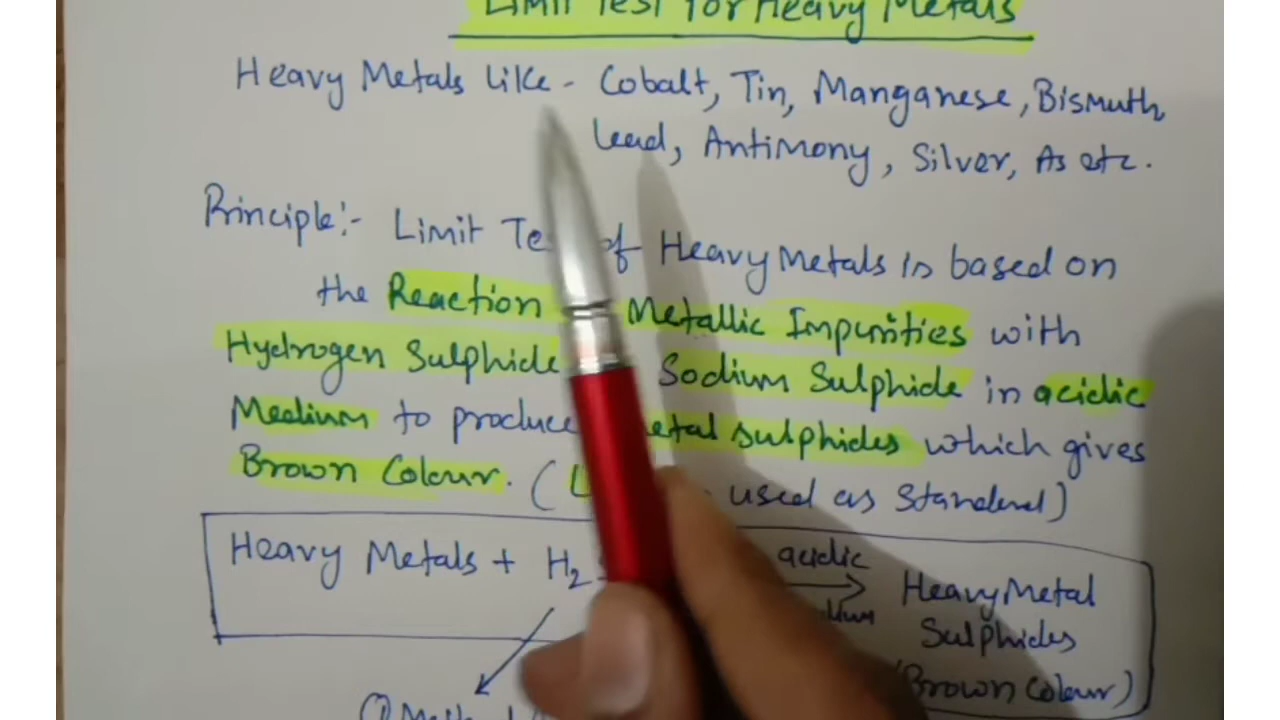 Limit Test for Heavy Metals
Heavy Metals like - Cobalt, Tin, Manganese, Bismuth,
Lead, Antimony, Silver, As etc.
Principle:- Limit of Heavy Metals is based on
the Reaction Metallic Impurities with
Hydrogen Sulphide Sodium Sulphide in acidic
Medium to produce sulphides which gives
Brown Colour. ( used as Standard)
Heavy Metals + H2 acidic
Heavy Metal
Sulphides
(Brown Colour)